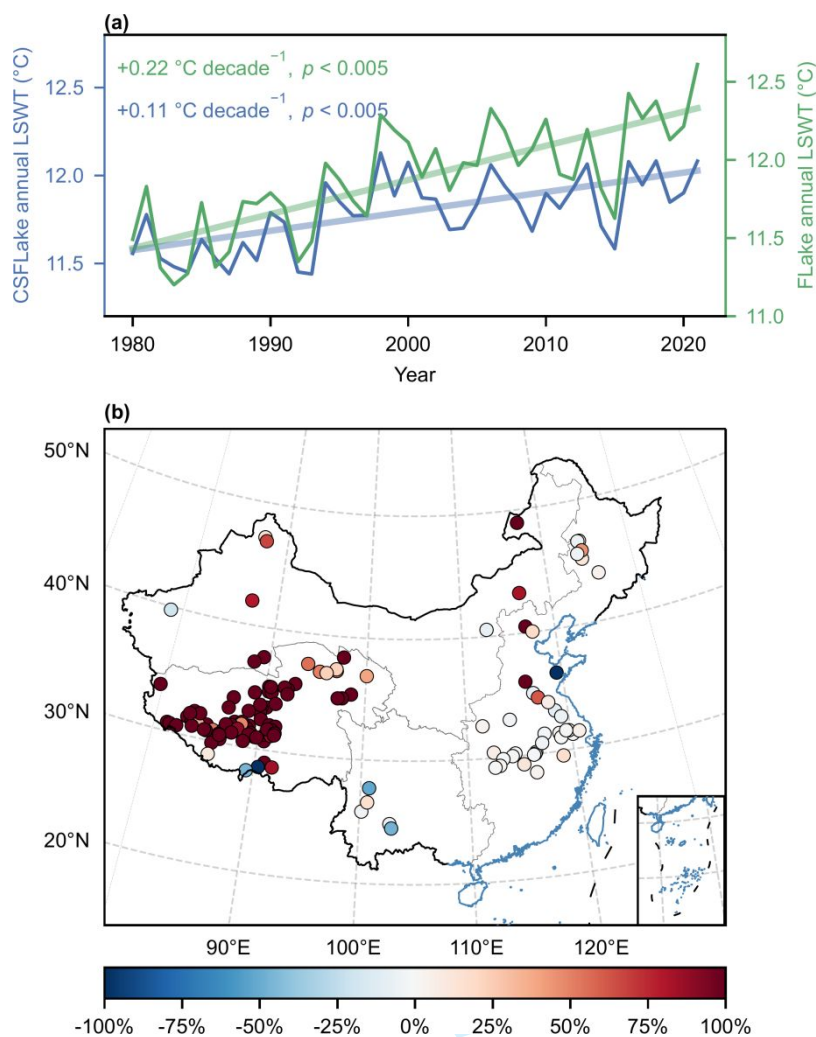 (a)
+0.22 °C decade⁻¹, p < 0.005
+0.11 °C decade⁻¹, p < 0.005
CSFLake annual LSWT (°C)
12.5
12.0
11.5
FLake annual LSWT (°C)
12.5
12.0
11.5
11.0
1980 1990 2000 2010 2020
Year
(b)
50°N
40°N
30°N
20°N
90°E 100°E 110°E 120°E
-100% -75% -50% -25% 0% 25% 50% 75% 100%